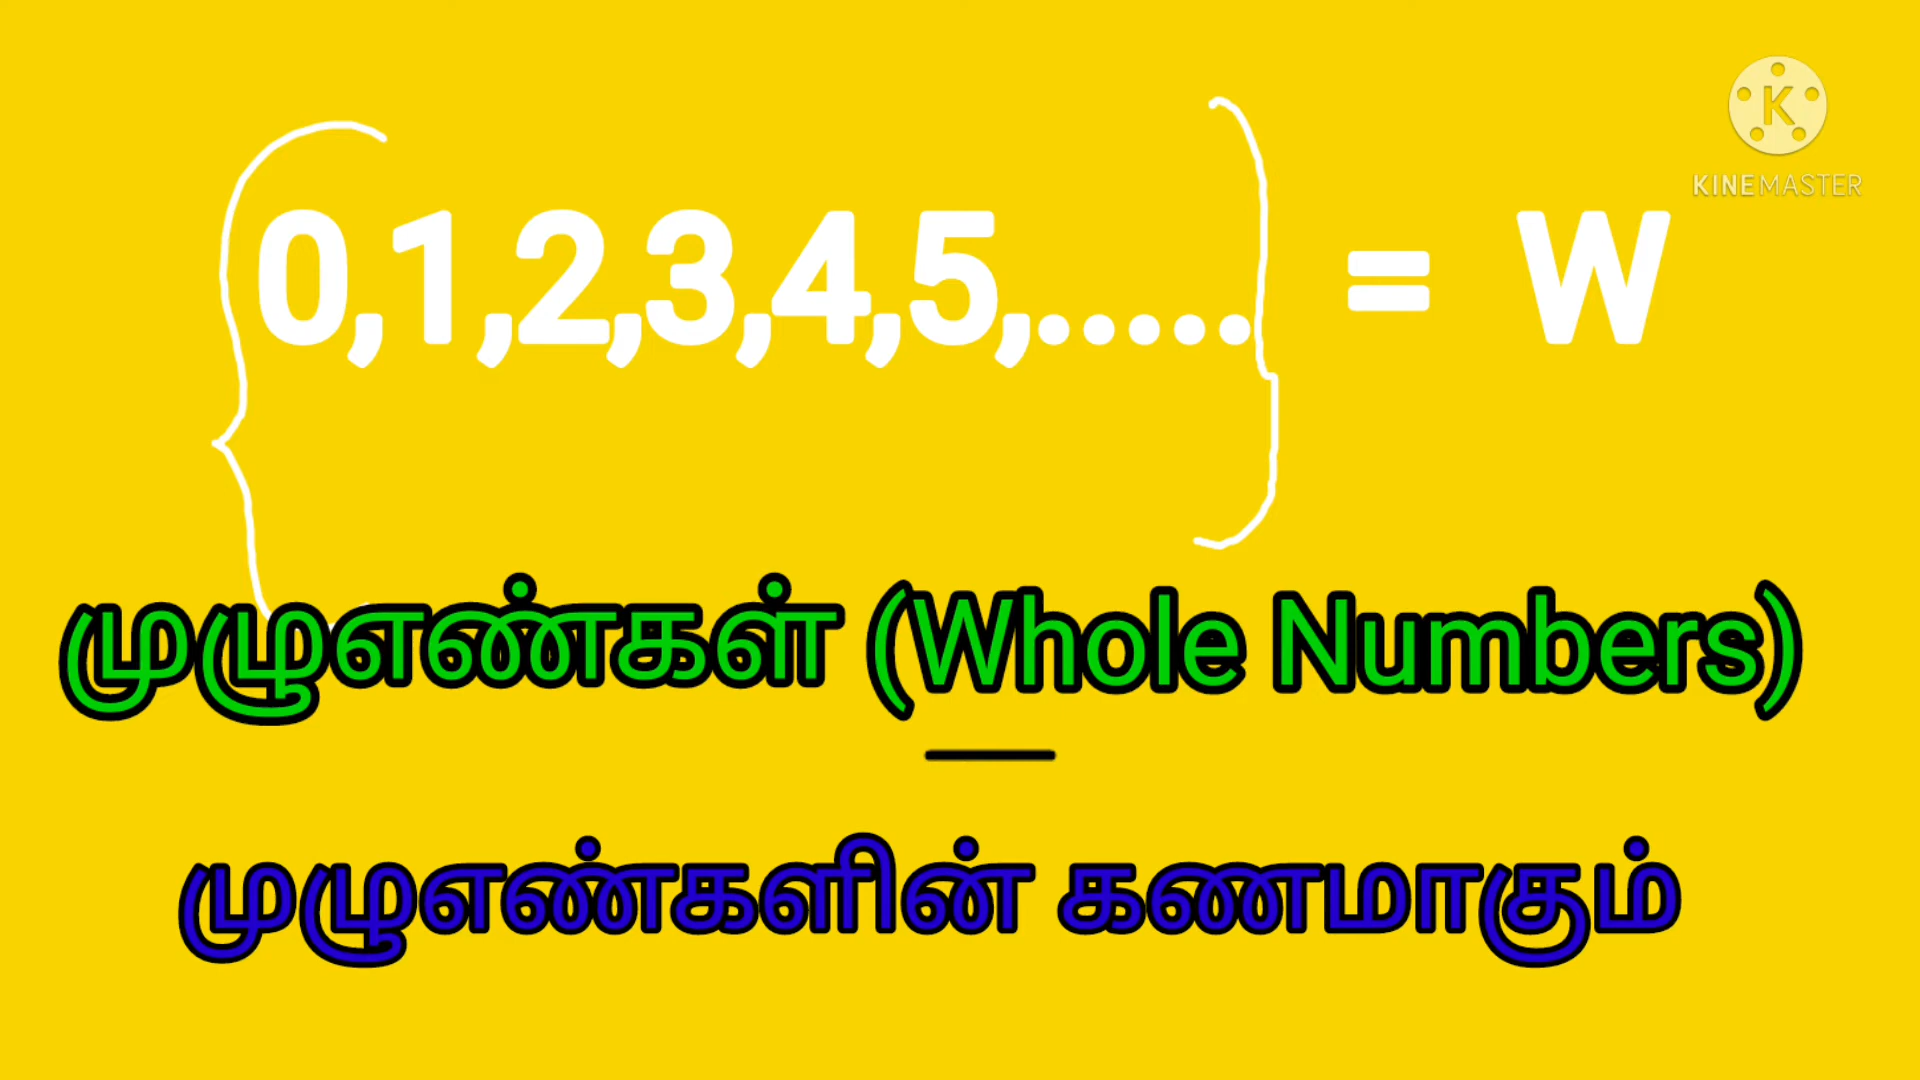 KINEMASTER
{0,1,2,3,4,5,.....} = W
முழுஎண்கள் (Whole Numbers)
முழுஎண்களின் கணமாகும்